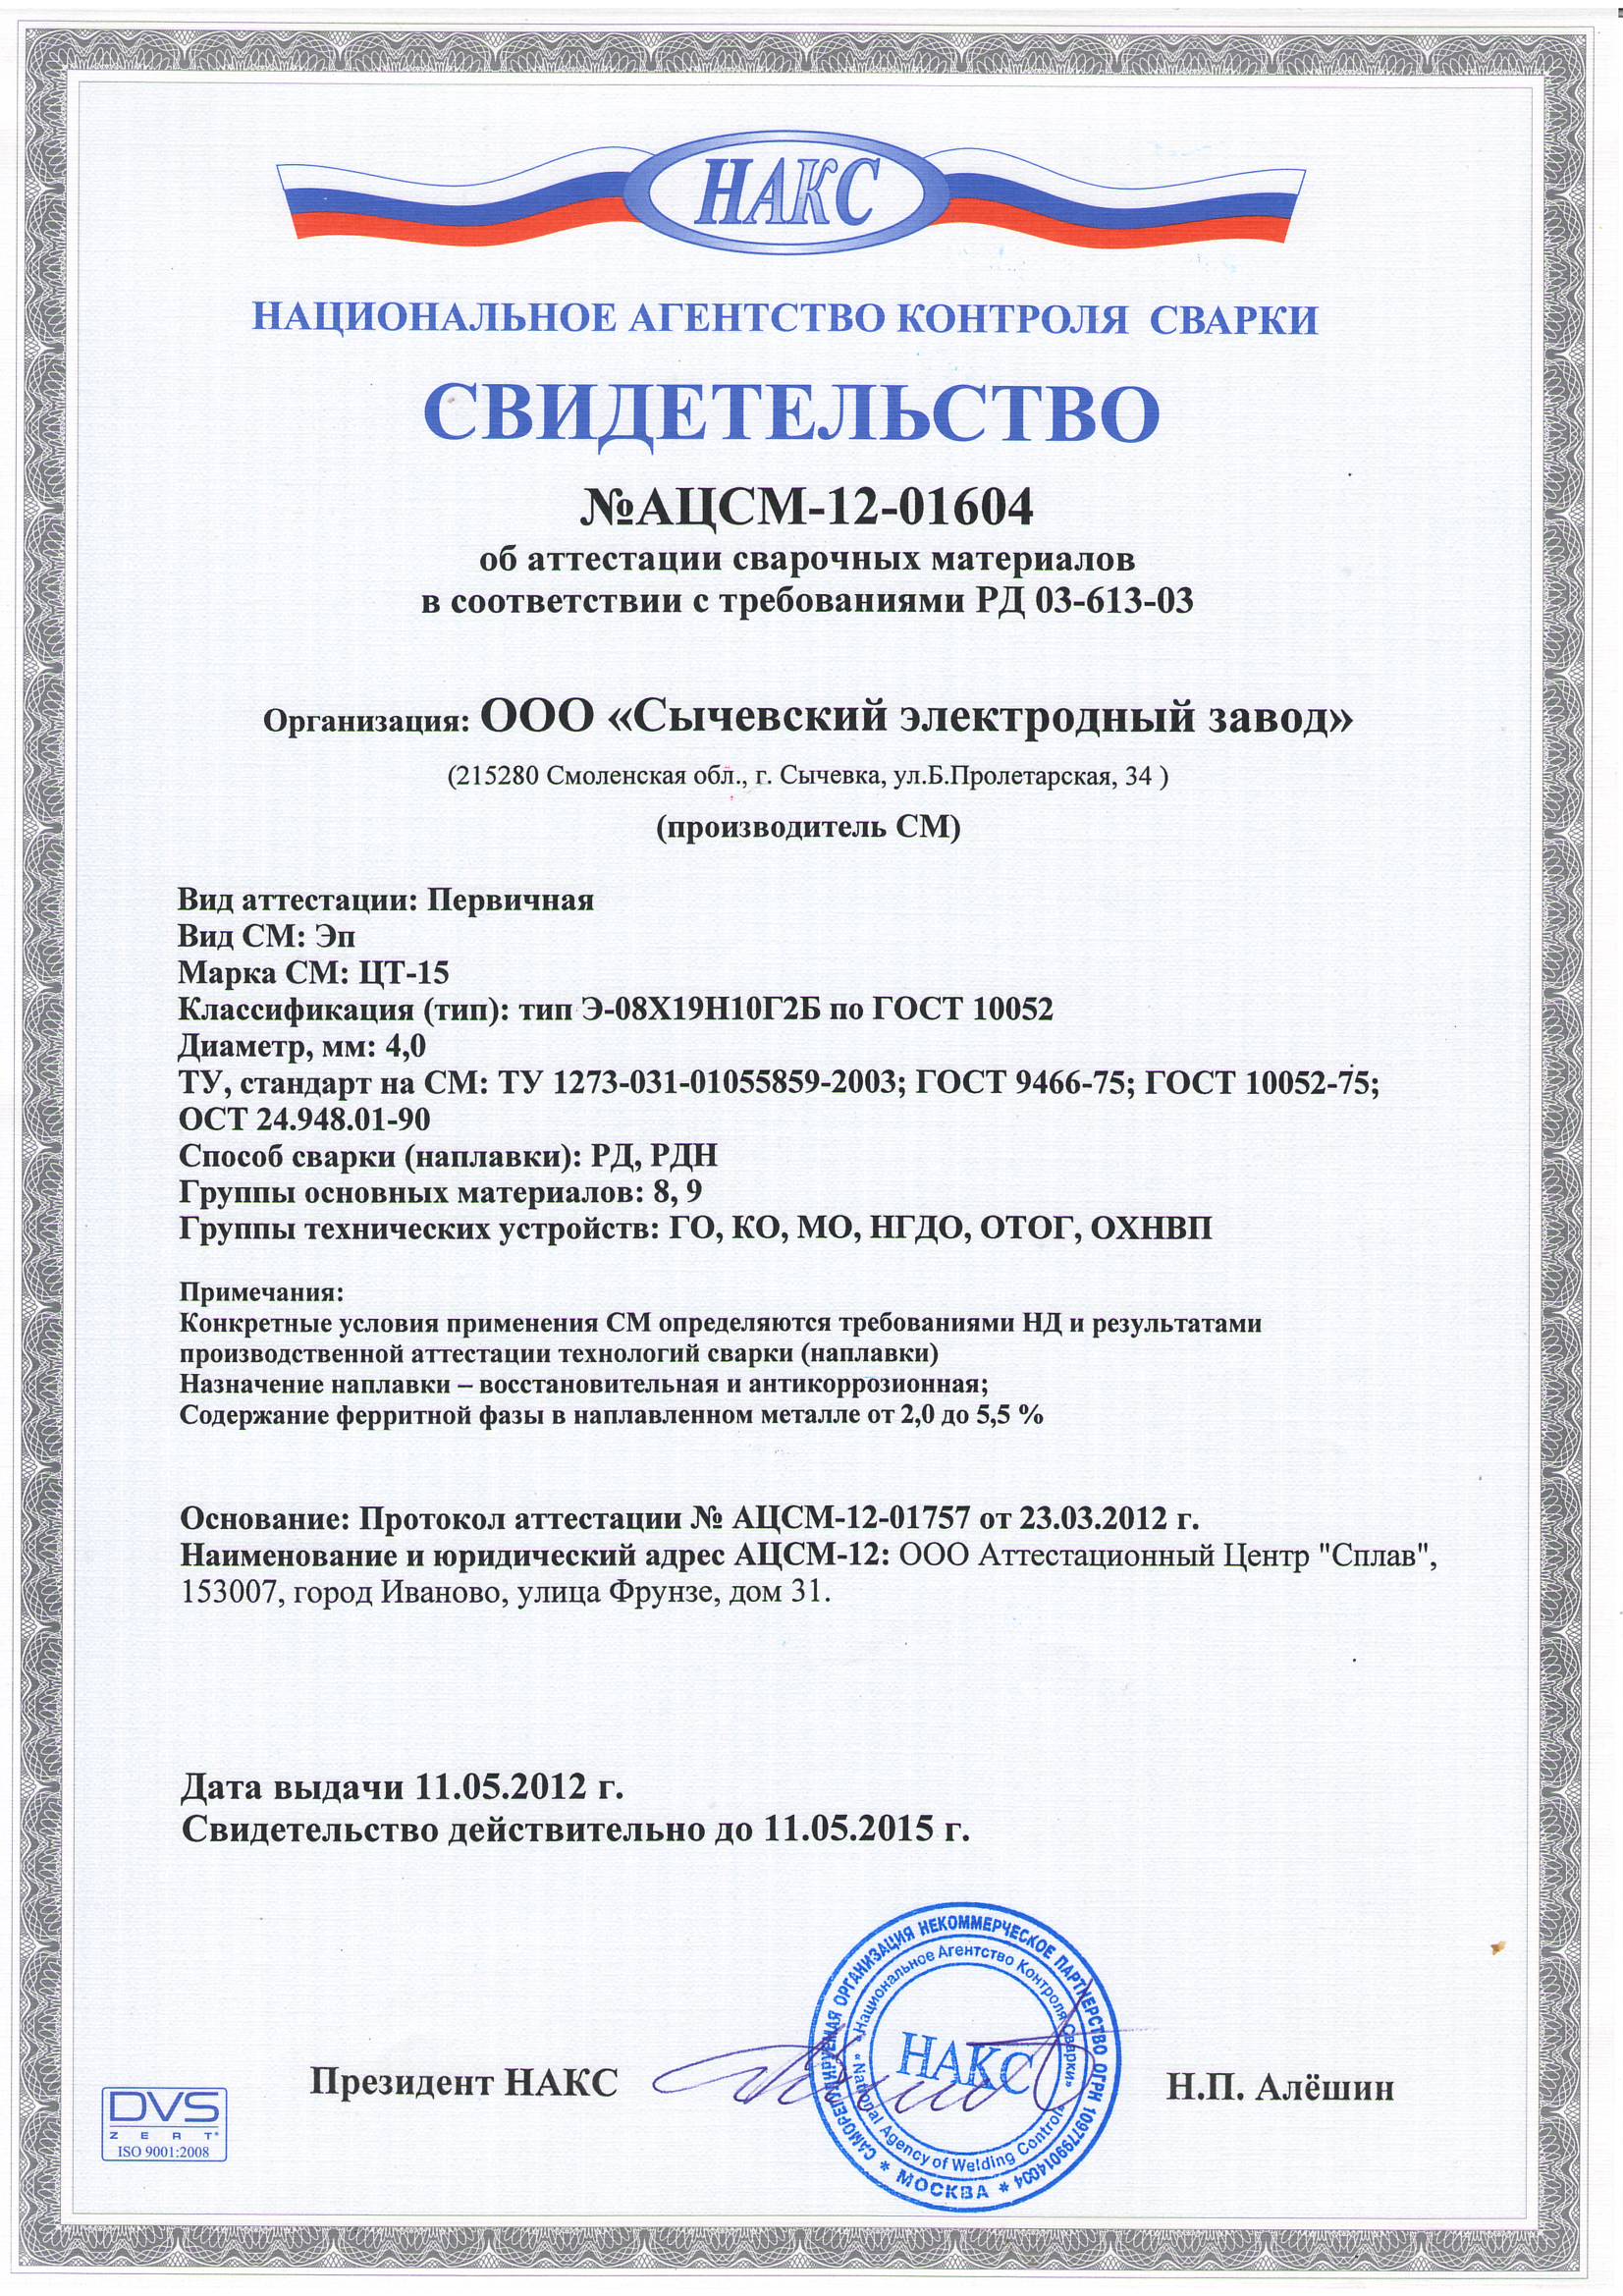 НАКС
НАЦИОНАЛЬНОЕ АГЕНТСТВО КОНТРОЛЯ СВАРКИ
СВИДЕТЕЛЬСТВО
№АЦСМ-12-01604
об аттестации сварочных материалов
в соответствии с требованиями РД 03-613-03
Организация: ООО «Сычевский электродный завод»
(215280 Смоленская обл., г. Сычевка, ул.Б.Пролетарская, 34 )
(производитель СМ)
Вид аттестации: Первичная
Вид СМ: Эп
Марка СМ: ЦТ-15
Классификация (тип): тип Э-08Х19Н10Г2Б по ГОСТ 10052
Диаметр, мм: 4,0
ТУ, стандарт на СМ: ТУ 1273-031-01055859-2003; ГОСТ 9466-75; ГОСТ 10052-75;
ОСТ 24.948.01-90
Способ сварки (наплавки): РД, РДН
Группы основных материалов: 8, 9
Группы технических устройств: ГО, КО, МО, НГДО, ОТОГ, ОХНВП
Примечания:
Конкретные условия применения СМ определяются требованиями НД и результатами
производственной аттестации технологий сварки (наплавки)
Назначение наплавки – восстановительная и антикоррозионная;
Содержание ферритной фазы в наплавленном металле от 2,0 до 5,5 %
Основание: Протокол аттестации № АЦСМ-12-01757 от 23.03.2012 г.
Наименование и юридический адрес АЦСМ-12: ООО Аттестационный Центр "Сплав",
153007, город Иваново, улица Фрунзе, дом 31.
Дата выдачи 11.05.2012 г.
Свидетельство действительно до 11.05.2015 г.
САМОРЕГУЛИРУЕМАЯ ОРГАНИЗАЦИЯ НЕКОММЕРЧЕСКОЕ ПАРТНЕРСТВО ОГРН 1097799014004 * МОСКВА *
«Национальное Агентство Контроля Сварки»
«National Agency of Welding Control»
НАКС
Президент НАКС
Н.П. Алёшин
DVS
ZERT®
ISO 9001:2008